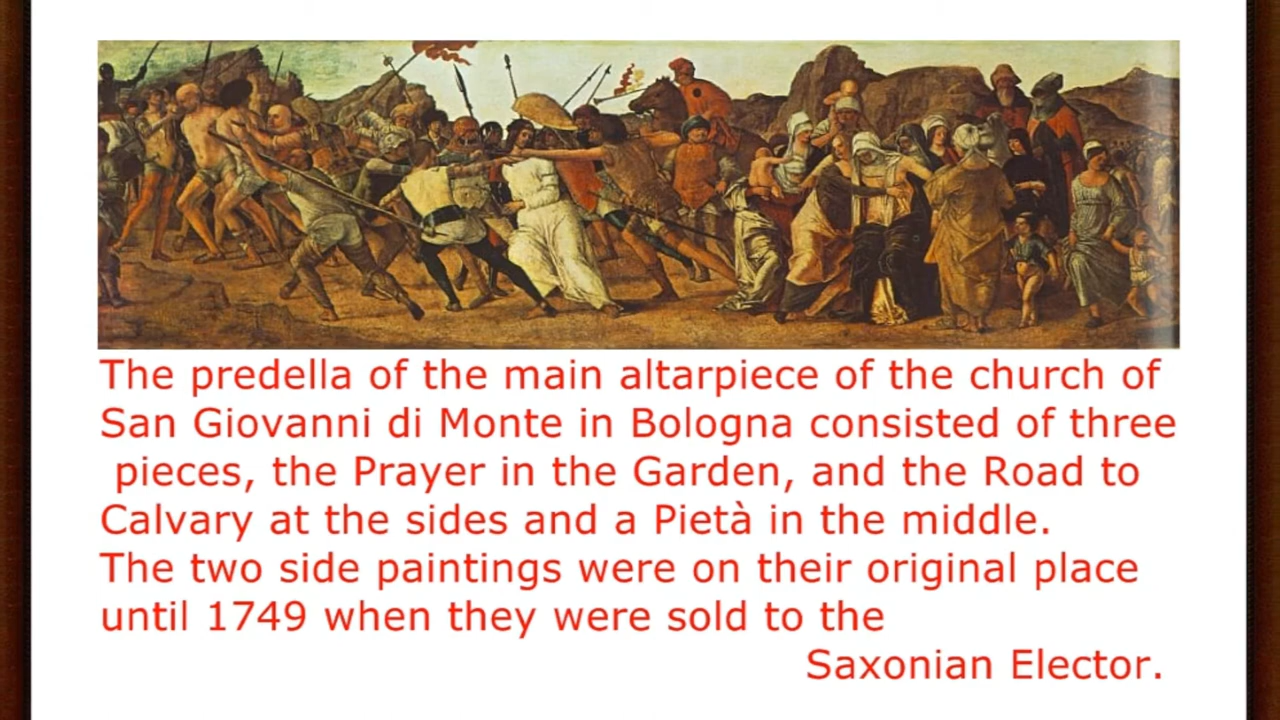 The predella of the main altarpiece of the church of
San Giovanni di Monte in Bologna consisted of three
pieces, the Prayer in the Garden, and the Road to
Calvary at the sides and a Pietà in the middle.
The two side paintings were on their original place
until 1749 when they were sold to the
Saxonian Elector.